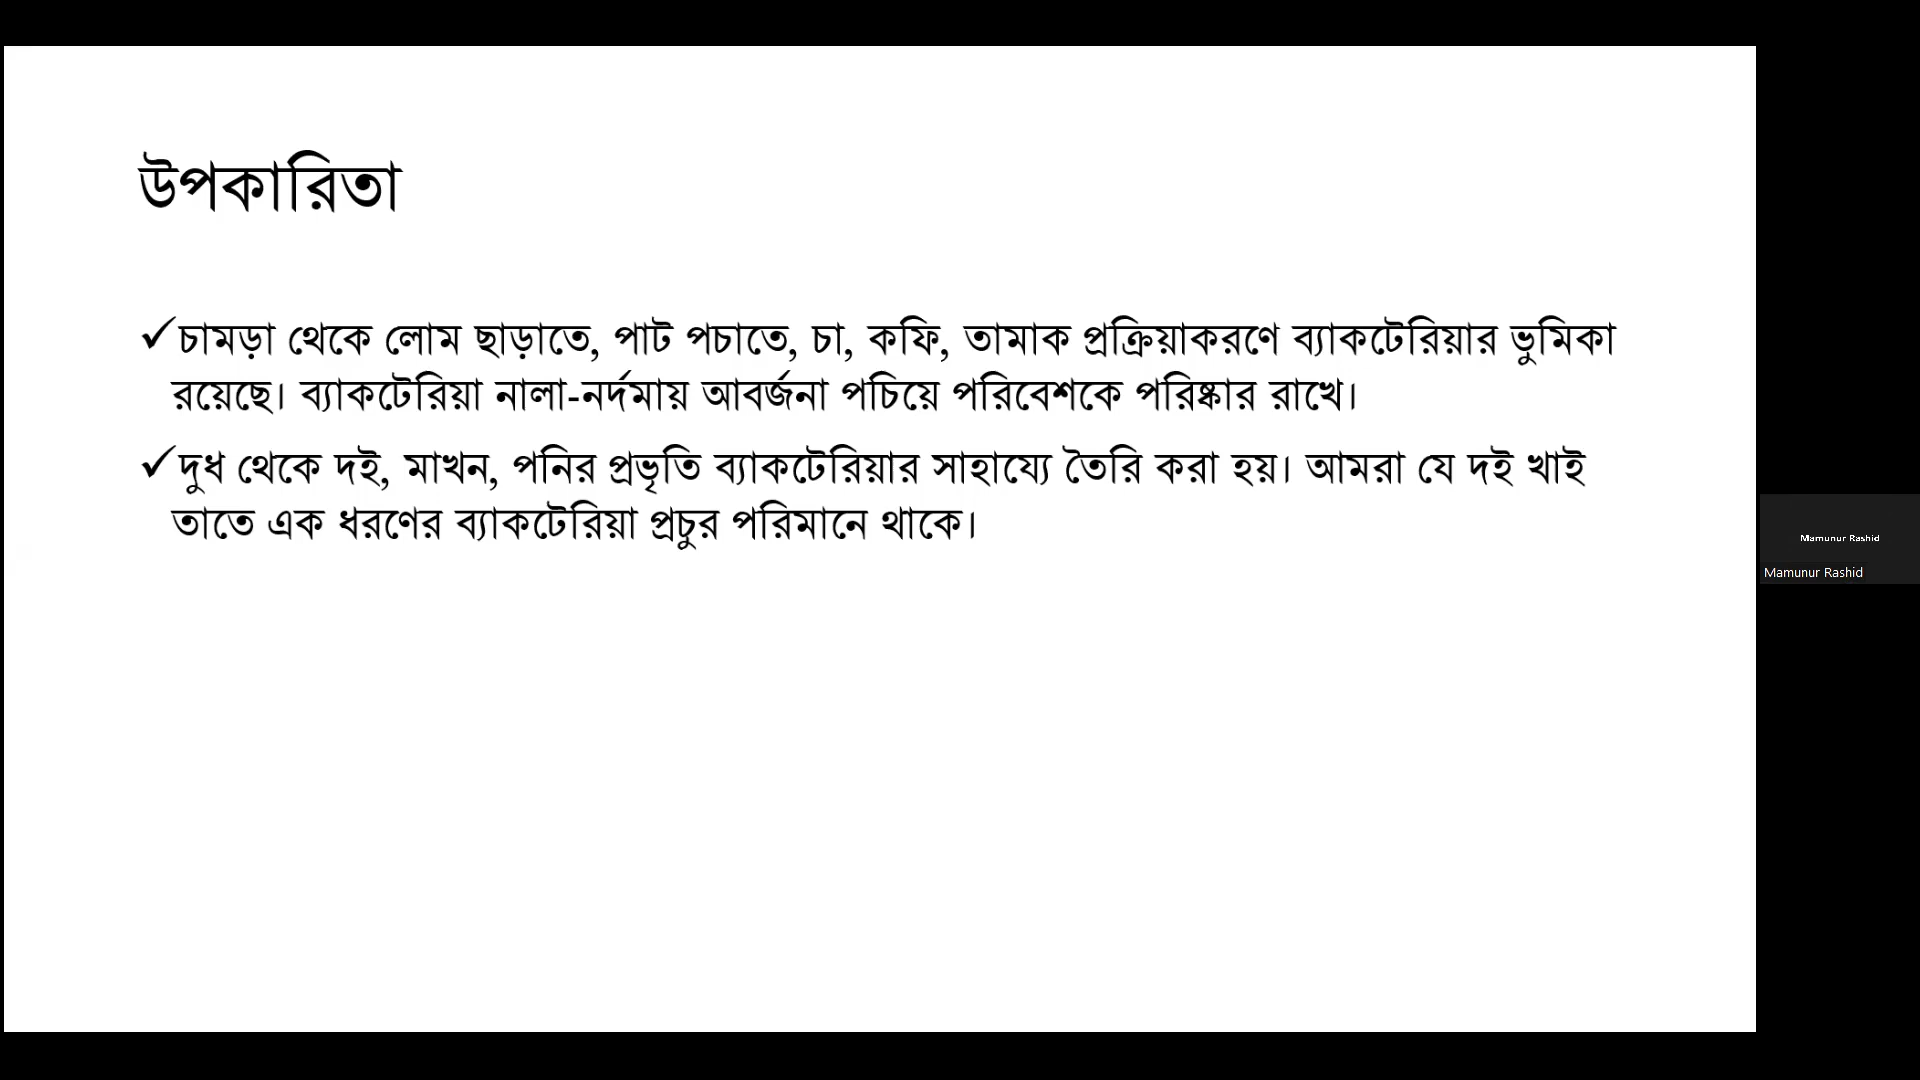 উপকারিতা
✓চামড়া থেকে লোম ছাড়াতে, পাট পচাতে, চা, কফি, তামাক প্রক্রিয়াকরণে ব্যাকটেরিয়ার ভুমিকা
রয়েছে। ব্যাকটেরিয়া নালা-নর্দমায় আবর্জনা পচিয়ে পরিবেশকে পরিষ্কার রাখে।
✓দুধ থেকে দই, মাখন, পনির প্রভৃতি ব্যাকটেরিয়ার সাহায্যে তৈরি করা হয়। আমরা যে দই খাই
তাতে এক ধরণের ব্যাকটেরিয়া প্রচুর পরিমানে থাকে।
Mamunur Rashid
Mamunur Rashid